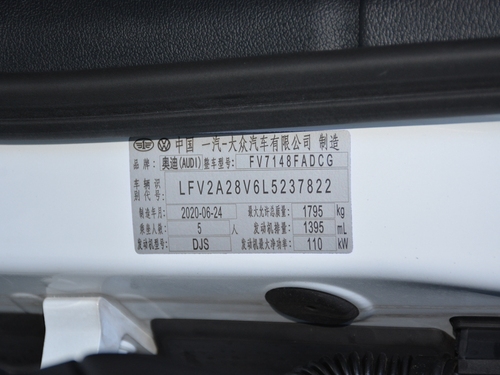 中国 一汽-大众汽车有限公司 制造
品牌 奥迪(AUDI) 整车型号 FV7148FADCG
车辆识别代号 LFV2A28V6L5237822
制造年月 2020-06-24 最大允许总质量 1795 kg
乘坐人数 5 人 发动机排量 1395 mL
发动机型号 DJS 发动机最大净功率 110 kW